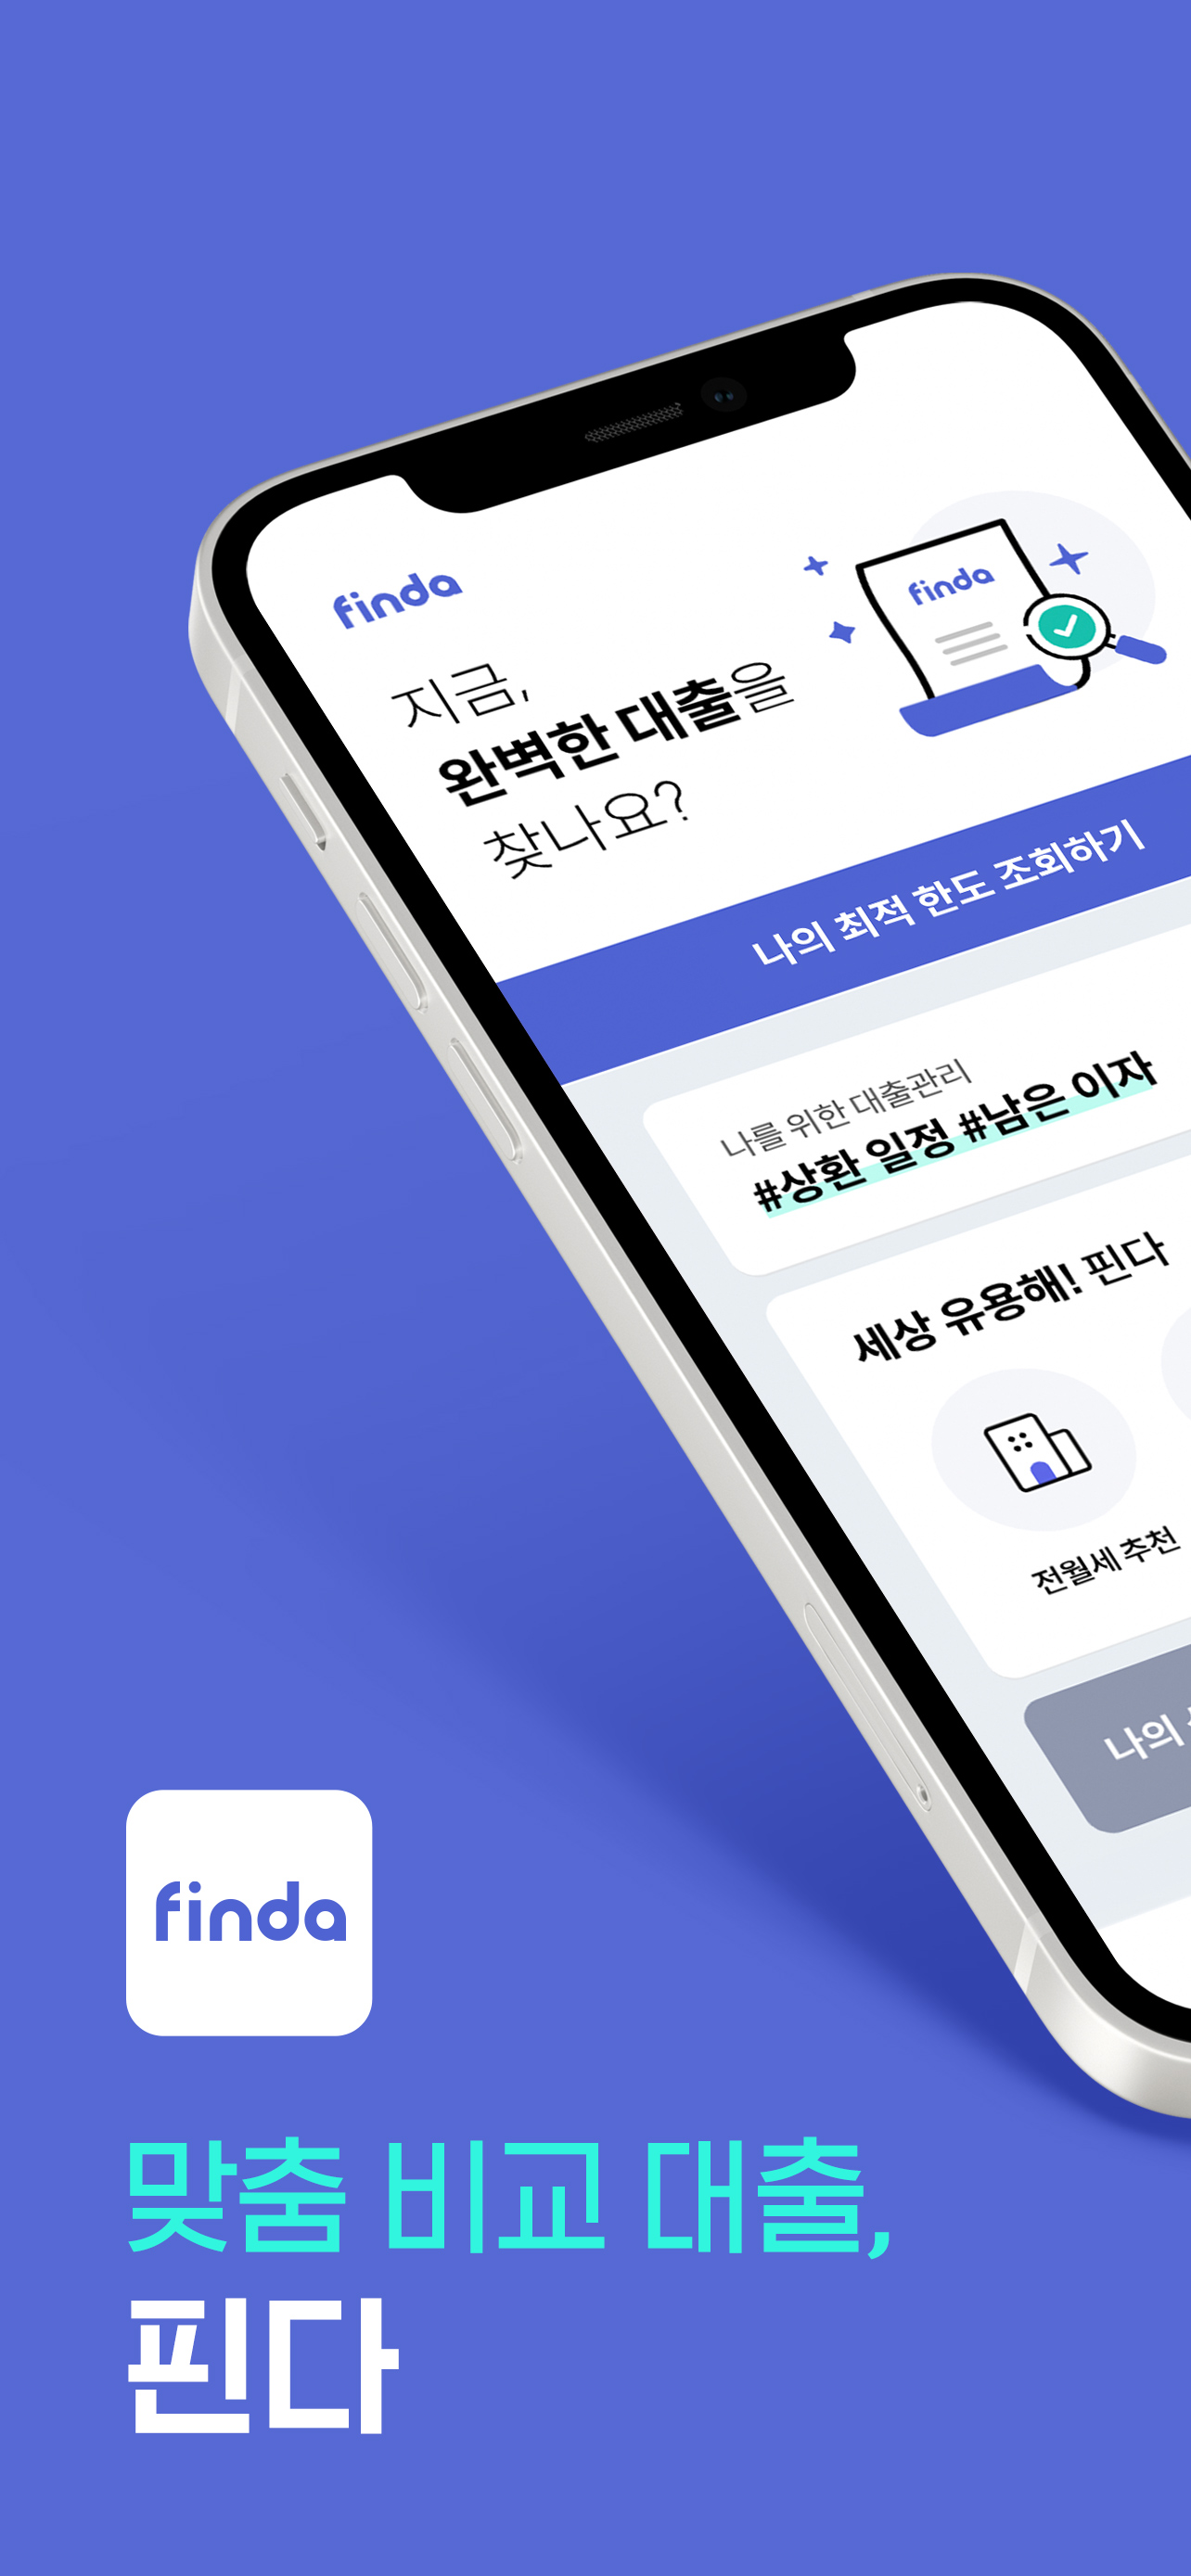 finda
finda
지금,
완벽한 대출을
찾나요?
나의 최적 한도 조회하기
나를 위한 대출관리
#상환 일정 #남은 이자
세상 유용해! 핀다
전월세 추천
나의
finda
맞춤 비교 대출,
핀다